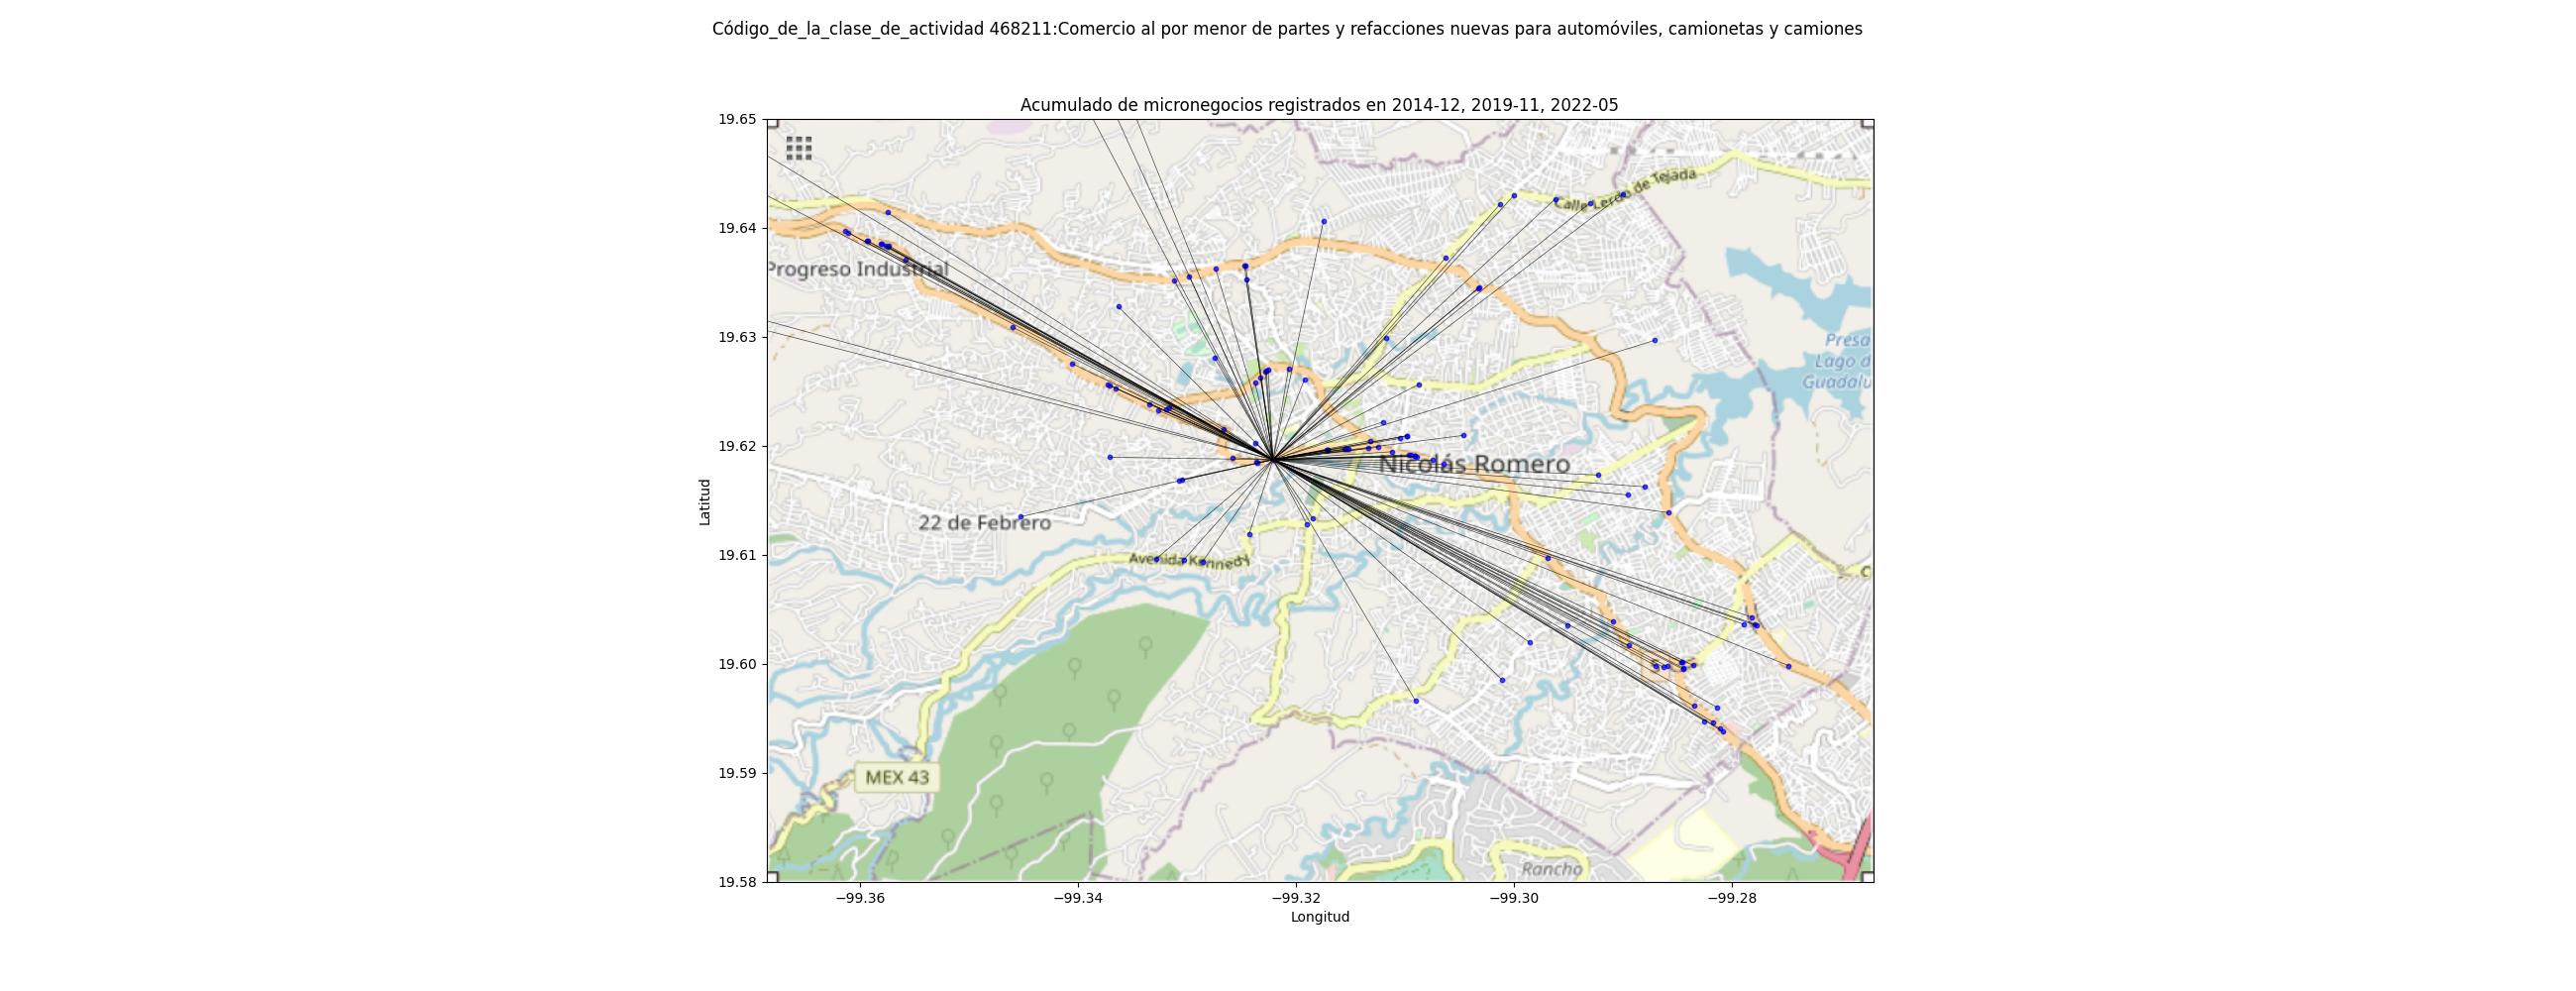 Código_de_la_clase_de_actividad 468211:Comercio al por menor de partes y refacciones nuevas para automóviles, camionetas y camiones
Acumulado de micronegocios registrados en 2014-12, 2019-11, 2022-05
19.65
19.64
19.63
19.62
19.61
19.60
19.59
19.58
Latitud
Calle Lerdo de Tejada
Progreso Industrial
Presa
Lago d
Guadalu
Nicolás Romero
22 de Febrero
Avenida Kennedy
C
MEX 43
Rancho
−99.36
−99.34
−99.32
−99.30
−99.28
Longitud